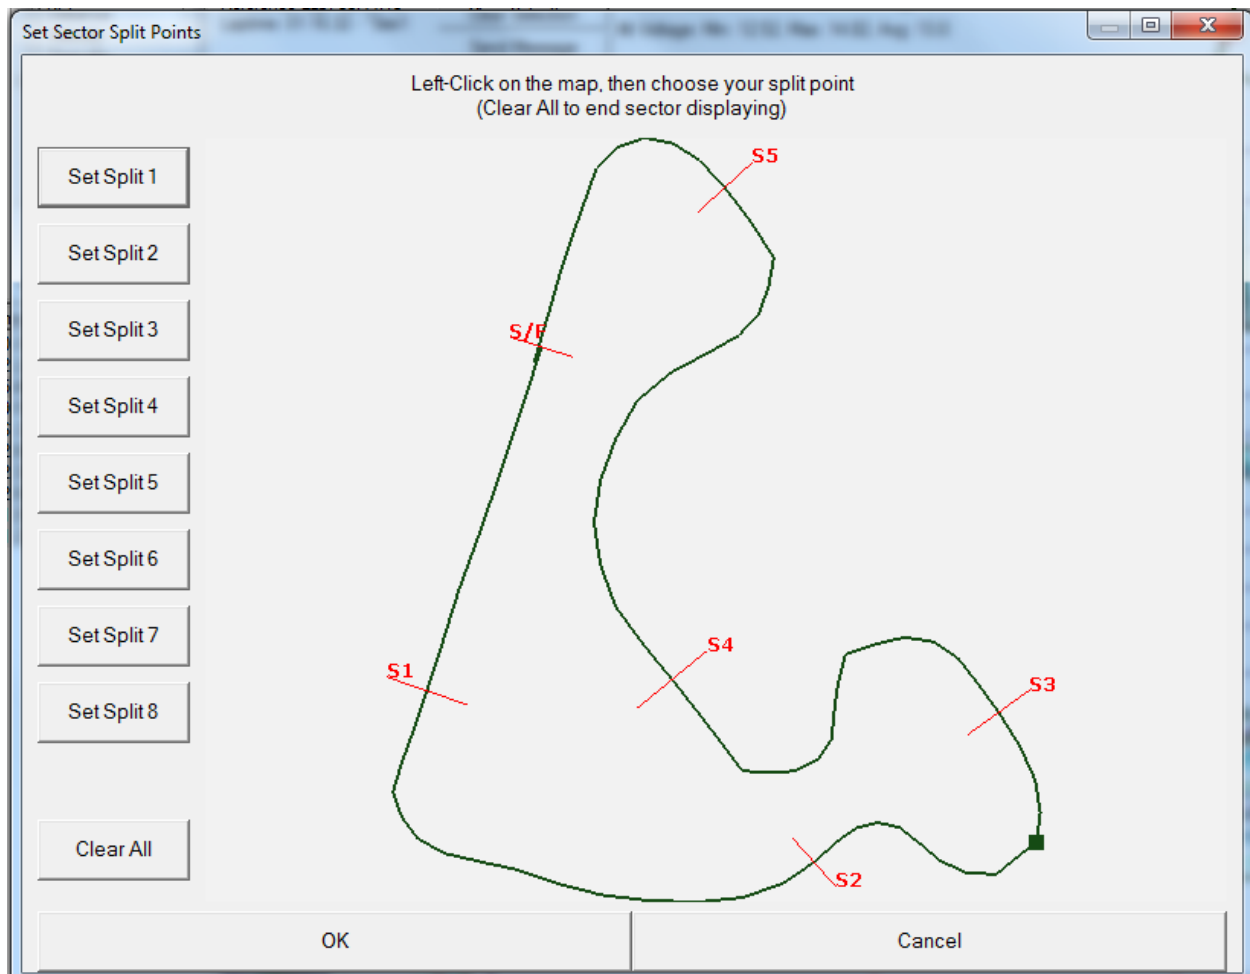 Set Sector Split Points
Left-Click on the map, then choose your split point
(Clear All to end sector displaying)
Set Split 1
Set Split 2
Set Split 3
Set Split 4
Set Split 5
Set Split 6
Set Split 7
Set Split 8
Clear All
S5
S/F
S1
S4
S3
S2
OK
Cancel